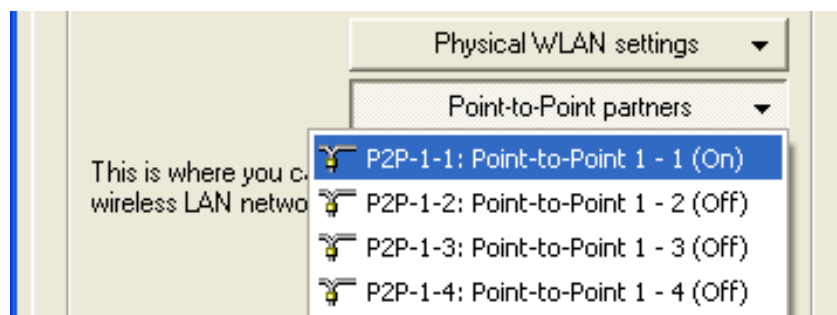 Physical WLAN settings
Point-to-Point partners
This is where you c
P2P-1-1: Point-to-Point 1 - 1 (On)
wireless LAN netwo
P2P-1-2: Point-to-Point 1 - 2 (Off)
P2P-1-3: Point-to-Point 1 - 3 (Off)
P2P-1-4: Point-to-Point 1 - 4 (Off)